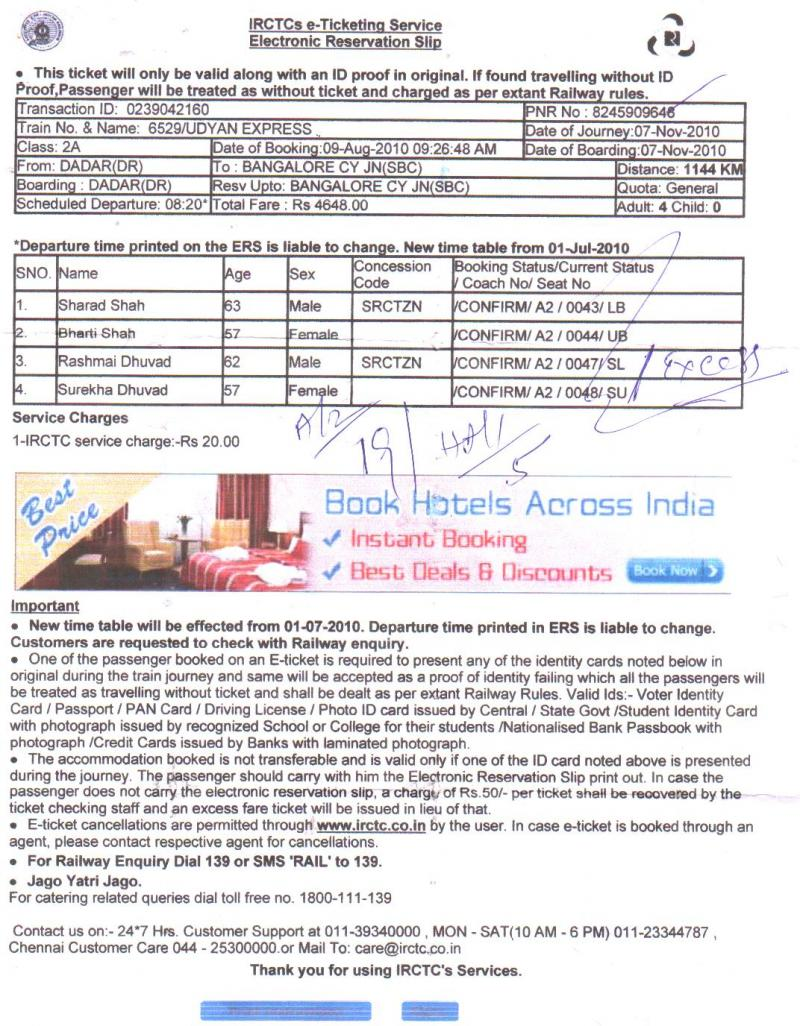 IRCTCs e-Ticketing Service
Electronic Reservation Slip
• This ticket will only be valid along with an ID proof in original. If found travelling without ID
Proof,Passenger will be treated as without ticket and charged as per extant Railway rules.
Transaction ID: 0239042160 PNR No : 8245909646
Train No. & Name: 6529/UDYAN EXPRESS Date of Journey:07-Nov-2010
Class: 2A Date of Booking:09-Aug-2010 09:26:48 AM Date of Boarding:07-Nov-2010
From: DADAR(DR) To : BANGALORE CY JN(SBC) Distance: 1144 KM
Boarding : DADAR(DR) Resv Upto: BANGALORE CY JN(SBC) Quota: General
Scheduled Departure: 08:20* Total Fare : Rs 4648.00 Adult: 4 Child: 0
*Departure time printed on the ERS is liable to change. New time table from 01-Jul-2010
SNO. Name Age Sex Concession Code Booking Status/Current Status / Coach No/ Seat No
1. Sharad Shah 63 Male SRCTZN /CONFIRM/ A2 / 0043/ LB
2. Bharti Shah 57 Female /CONFIRM/ A2 / 0044/ UB
3. Rashmai Dhuvad 62 Male SRCTZN /CONFIRM/ A2 / 0047/ SL
4. Surekha Dhuvad 57 Female /CONFIRM/ A2 / 0048/ SU
Excess
Service Charges
1-IRCTC service charge:-Rs 20.00
A/2 19/
5
Best Price
Book Hotels Across India
Instant Booking
Best Deals & Discounts Book Now
Important
• New time table will be effected from 01-07-2010. Departure time printed in ERS is liable to change.
Customers are requested to check with Railway enquiry.
• One of the passenger booked on an E-ticket is required to present any of the identity cards noted below in
original during the train journey and same will be accepted as a proof of identity failing which all the passengers will
be treated as travelling without ticket and shall be dealt as per extant Railway Rules. Valid Ids:- Voter Identity
Card / Passport / PAN Card / Driving License / Photo ID card issued by Central / State Govt /Student Identity Card
with photograph issued by recognized School or College for their students /Nationalised Bank Passbook with
photograph /Credit Cards issued by Banks with laminated photograph.
• The accommodation booked is not transferable and is valid only if one of the ID card noted above is presented
during the journey. The passenger should carry with him the Electronic Reservation Slip print out. In case the
passenger does not carry the electronic reservation slip, a charge of Rs.50/- per ticket shall be recovered by the
ticket checking staff and an excess fare ticket will be issued in lieu of that.
• E-ticket cancellations are permitted through www.irctc.co.in by the user. In case e-ticket is booked through an
agent, please contact respective agent for cancellations.
• For Railway Enquiry Dial 139 or SMS 'RAIL' to 139.
• Jago Yatri Jago.
For catering related queries dial toll free no. 1800-111-139
Contact us on:- 24*7 Hrs. Customer Support at 011-39340000 , MON - SAT(10 AM - 6 PM) 011-23344787 ,
Chennai Customer Care 044 - 25300000.or Mail To: care@irctc.co.in
Thank you for using IRCTC's Services.